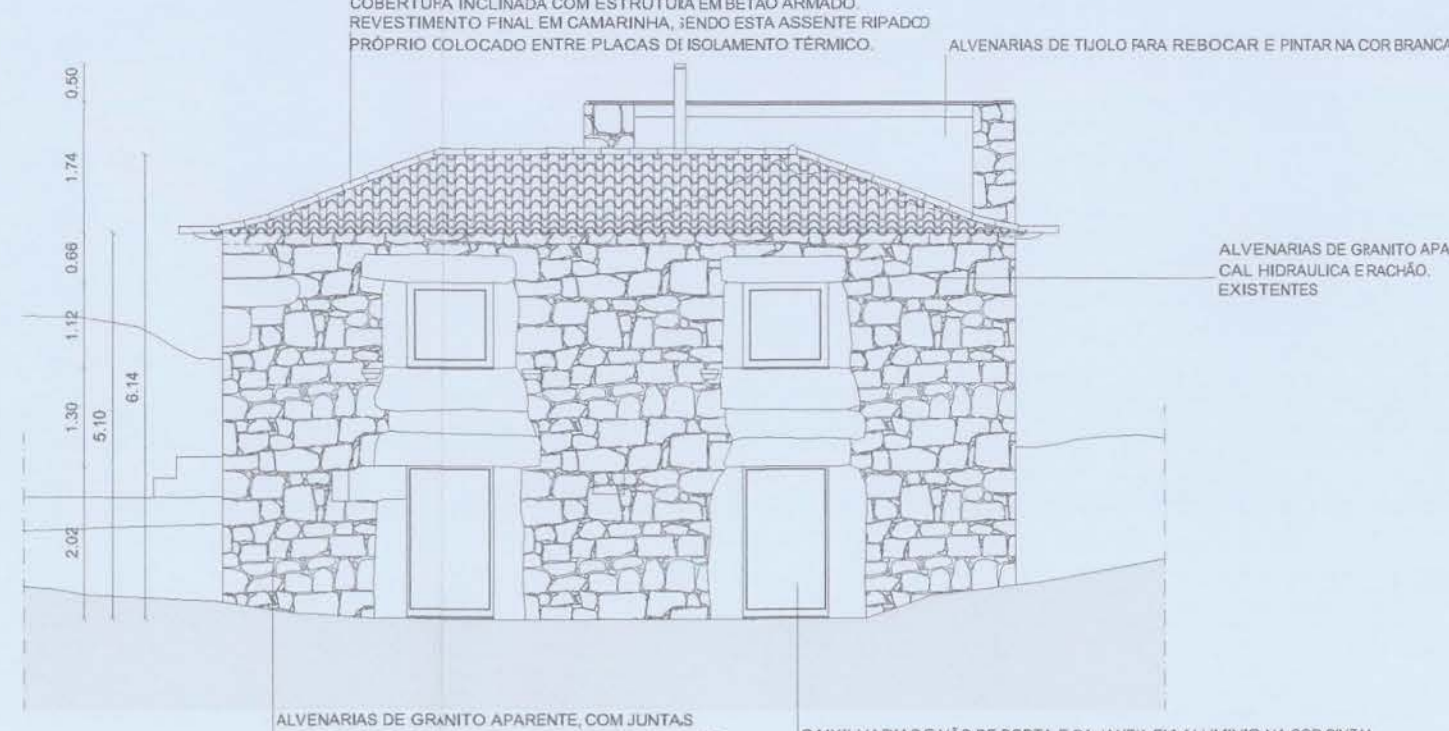 COBERTURA INCLINADA COM ESTRUTURA EM BETÃO ARMADO.
REVESTIMENTO FINAL EM CAMARINHA, SENDO ESTA ASSENTE RIPADO
PRÓPRIO COLOCADO ENTRE PLACAS DE ISOLAMENTO TÉRMICO.
ALVENARIAS DE TIJOLO PARA REBOCAR E PINTAR NA COR BRANCA
0.50
1.74
0.66
1.12
1.30
2.02
5.10
6.14
ALVENARIAS DE GRANITO APA
CAL HIDRAULICA E RACHÃO.
EXISTENTES
ALVENARIAS DE GRANITO APARENTE, COM JUNTAS